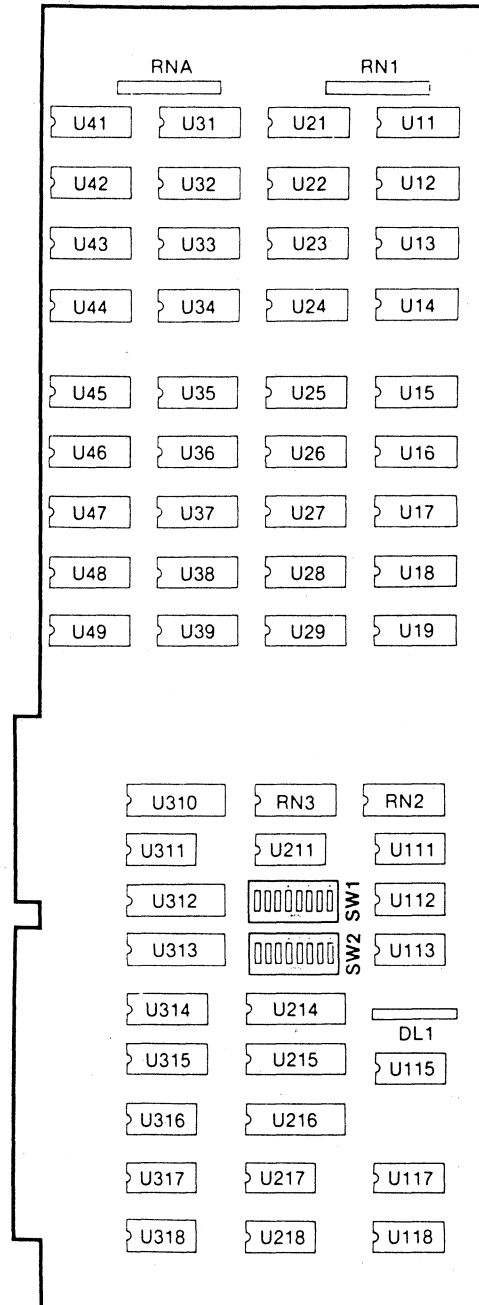 RNA RN1
U41 U31 U21 U11
U42 U32 U22 U12
U43 U33 U23 U13
U44 U34 U24 U14
U45 U35 U25 U15
U46 U36 U26 U16
U47 U37 U27 U17
U48 U38 U28 U18
U49 U39 U29 U19
U310 RN3 RN2
U311 U211 U111
U312 SW1 U112
U313 SW2 U113
U314 U214
DL1
U315 U215 U115
U316 U216
U317 U217 U117
U318 U218 U118